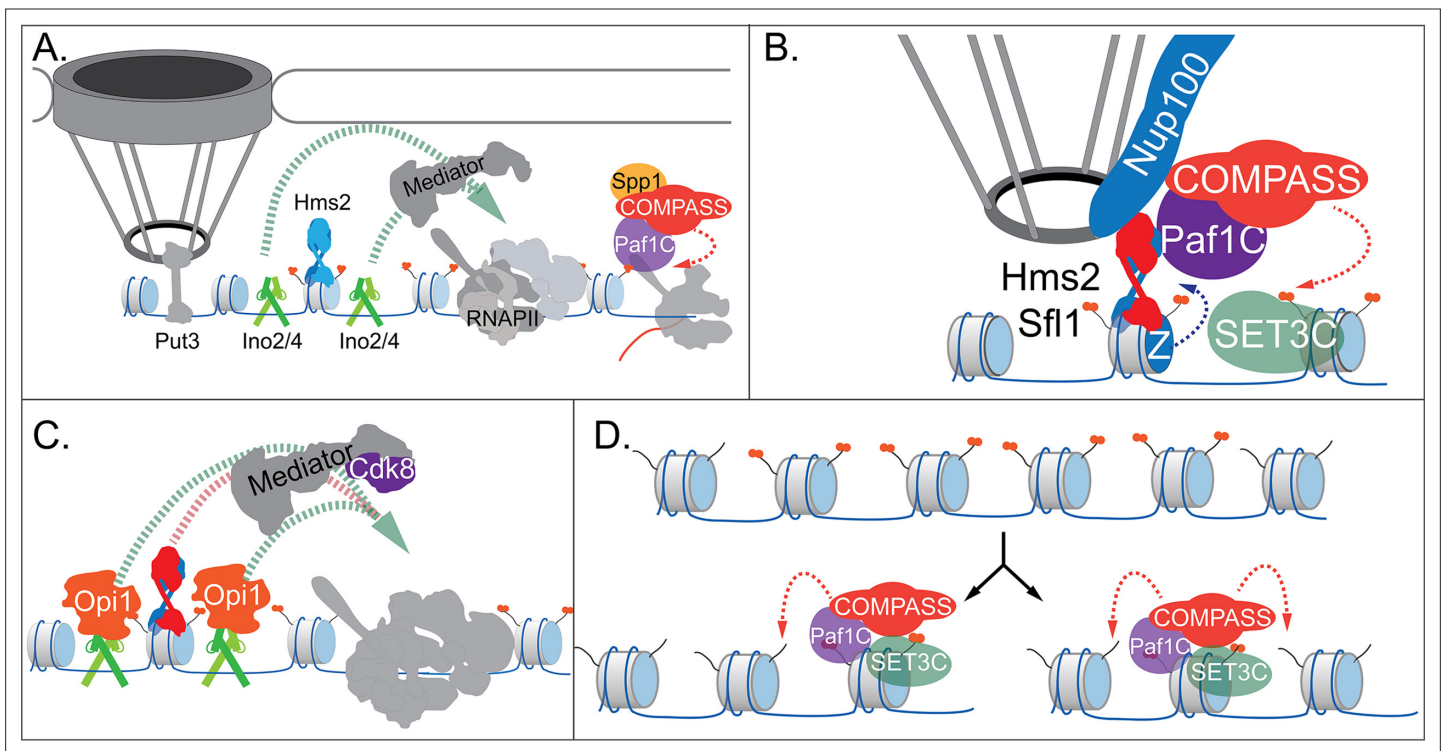 A.
Mediator
Hms2
Spp1
COMPASS
Paf1C
RNAPII
Put3
Ino2/4
Ino2/4
B.
Nup100
COMPASS
Paf1C
Hms2
Sfl1
Z
SET3C
C.
Mediator
Cdk8
Opi1
Opi1
D.
COMPASS
Paf1C
SET3C
COMPASS
Paf1C
SET3C